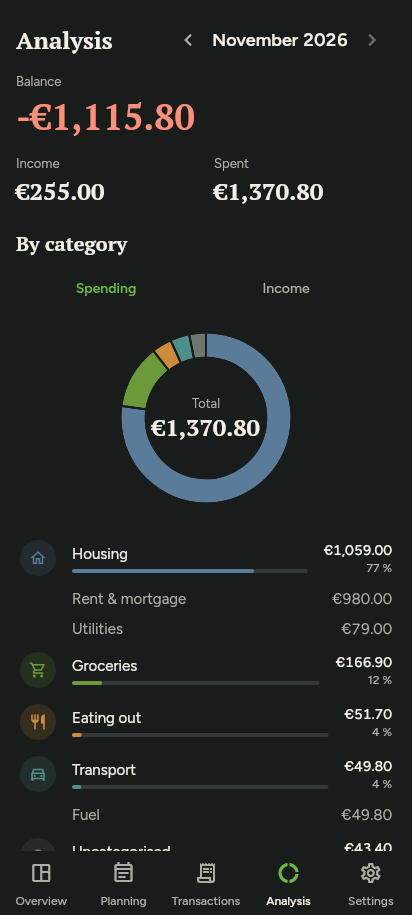 Analysis
November 2026
Balance
-€1,115.80
Income
Spent
€255.00
€1,370.80
By category
Spending
Income
Total
€1,370.80
Housing
€1,059.00
77 %
Rent & mortgage
€980.00
Utilities
€79.00
Groceries
€166.90
12 %
Eating out
€51.70
4 %
Transport
€49.80
4 %
Fuel
€49.80
Uncategorised
€43.40
Overview
Planning
Transactions
Analysis
Settings